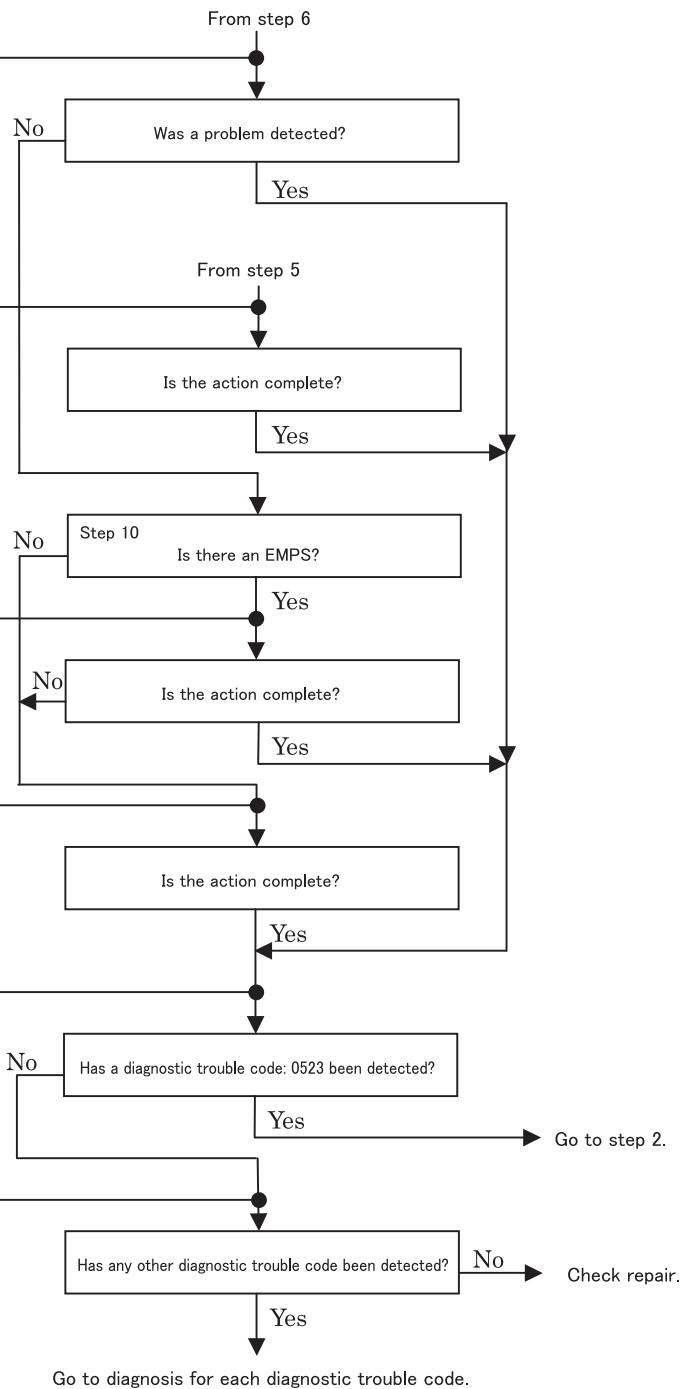 From step 6
Was a problem detected?
No
Yes
From step 5
Is the action complete?
Yes
Step 10
Is there an EMPS?
No
Yes
Is the action complete?
No
Yes
Is the action complete?
Yes
Has a diagnostic trouble code: 0523 been detected?
No
Yes
Go to step 2.
Has any other diagnostic trouble code been detected?
No
Check repair.
Yes
Go to diagnosis for each diagnostic trouble code.